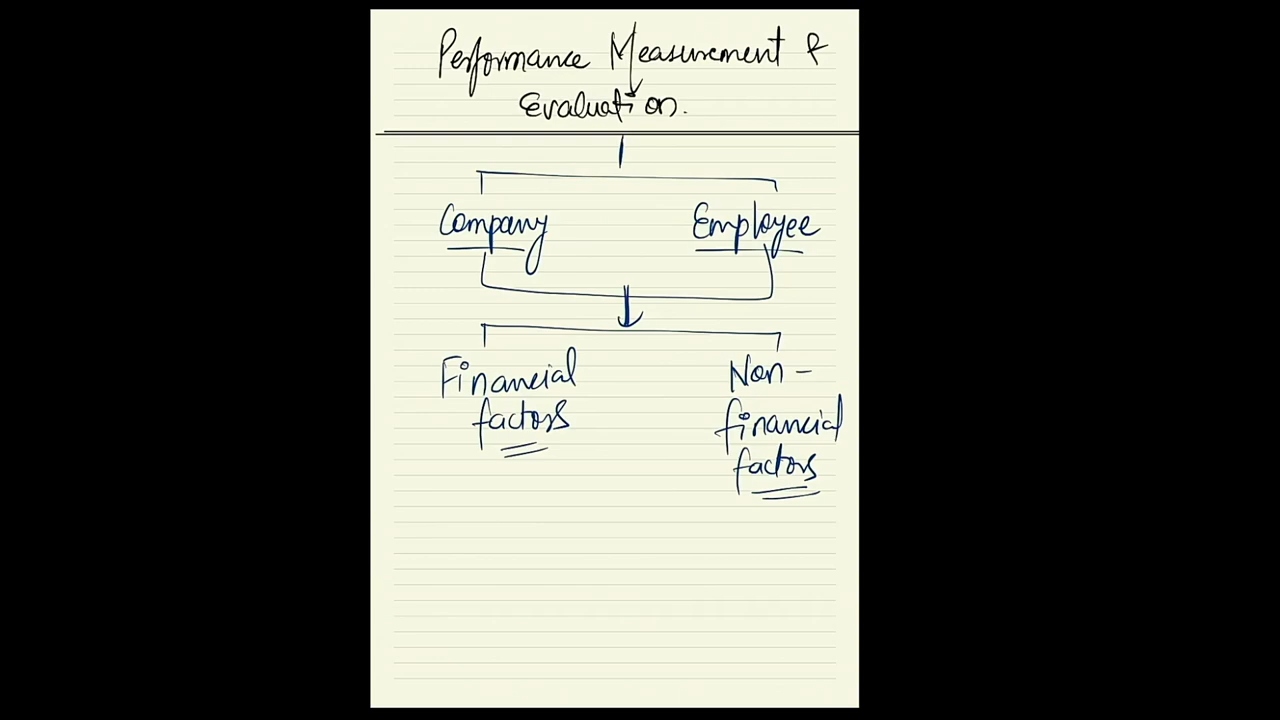 Performance Measurement &
Evaluation.
Company Employee
Financial
factors
Non-
financial
factors